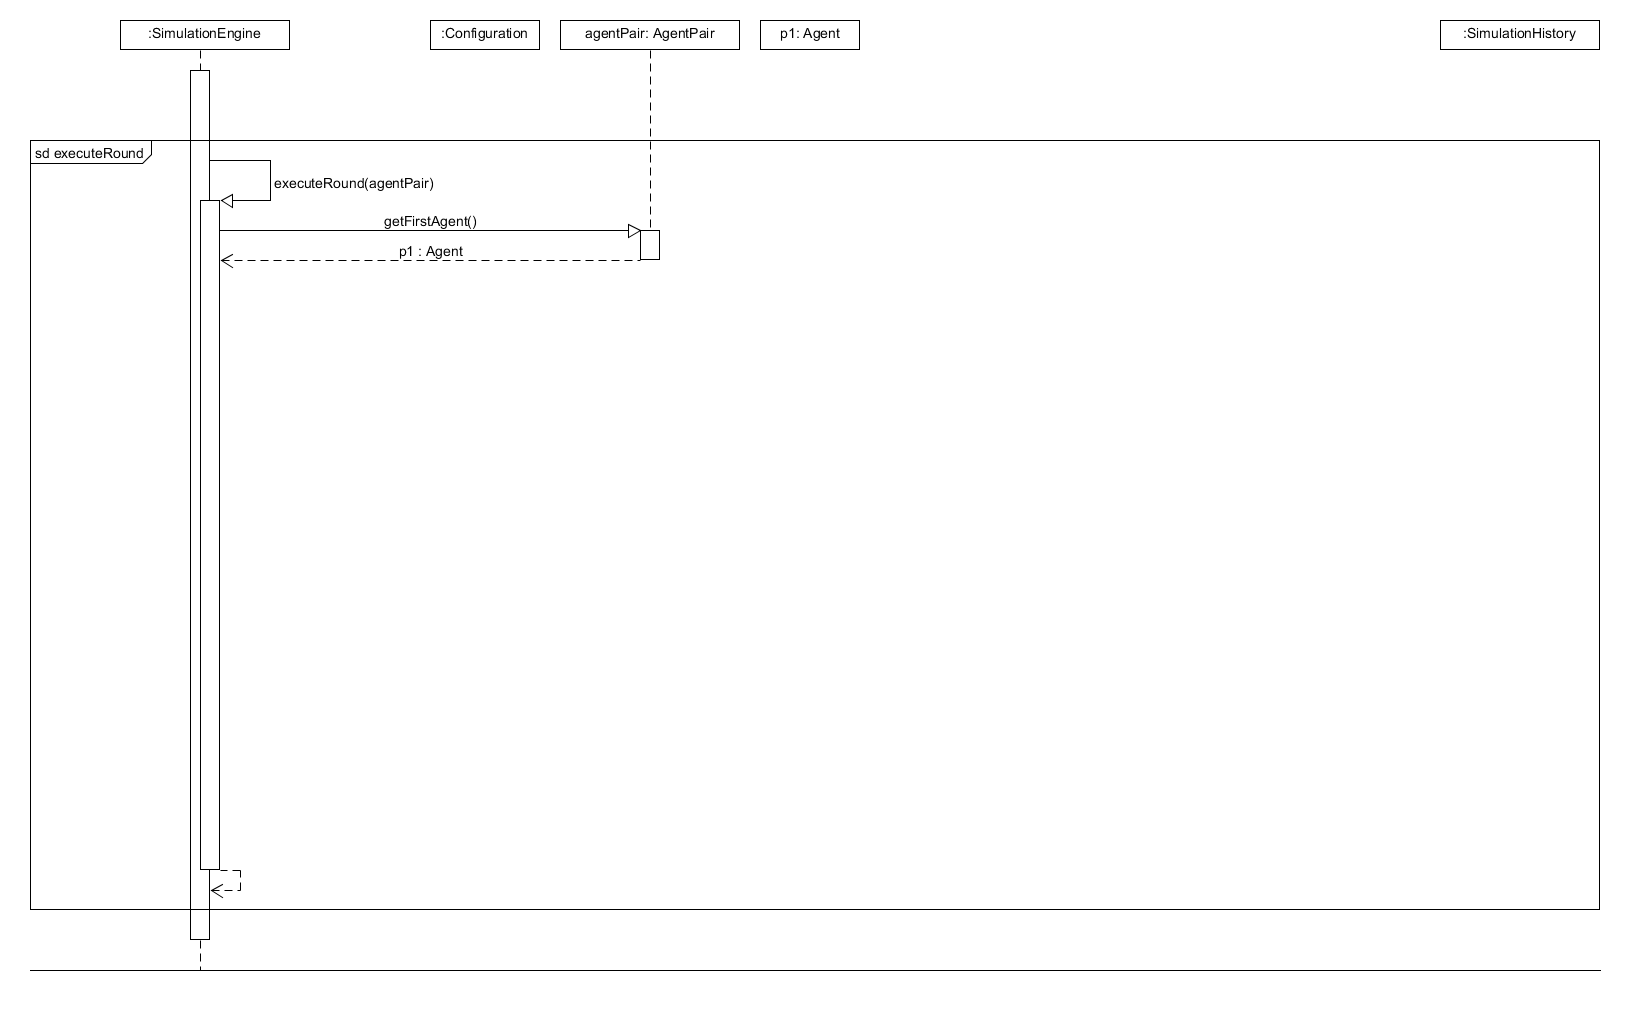 :SimulationEngine
:Configuration
agentPair: AgentPair
p1: Agent
:SimulationHistory
sd executeRound
executeRound(agentPair)
getFirstAgent()
p1 : Agent